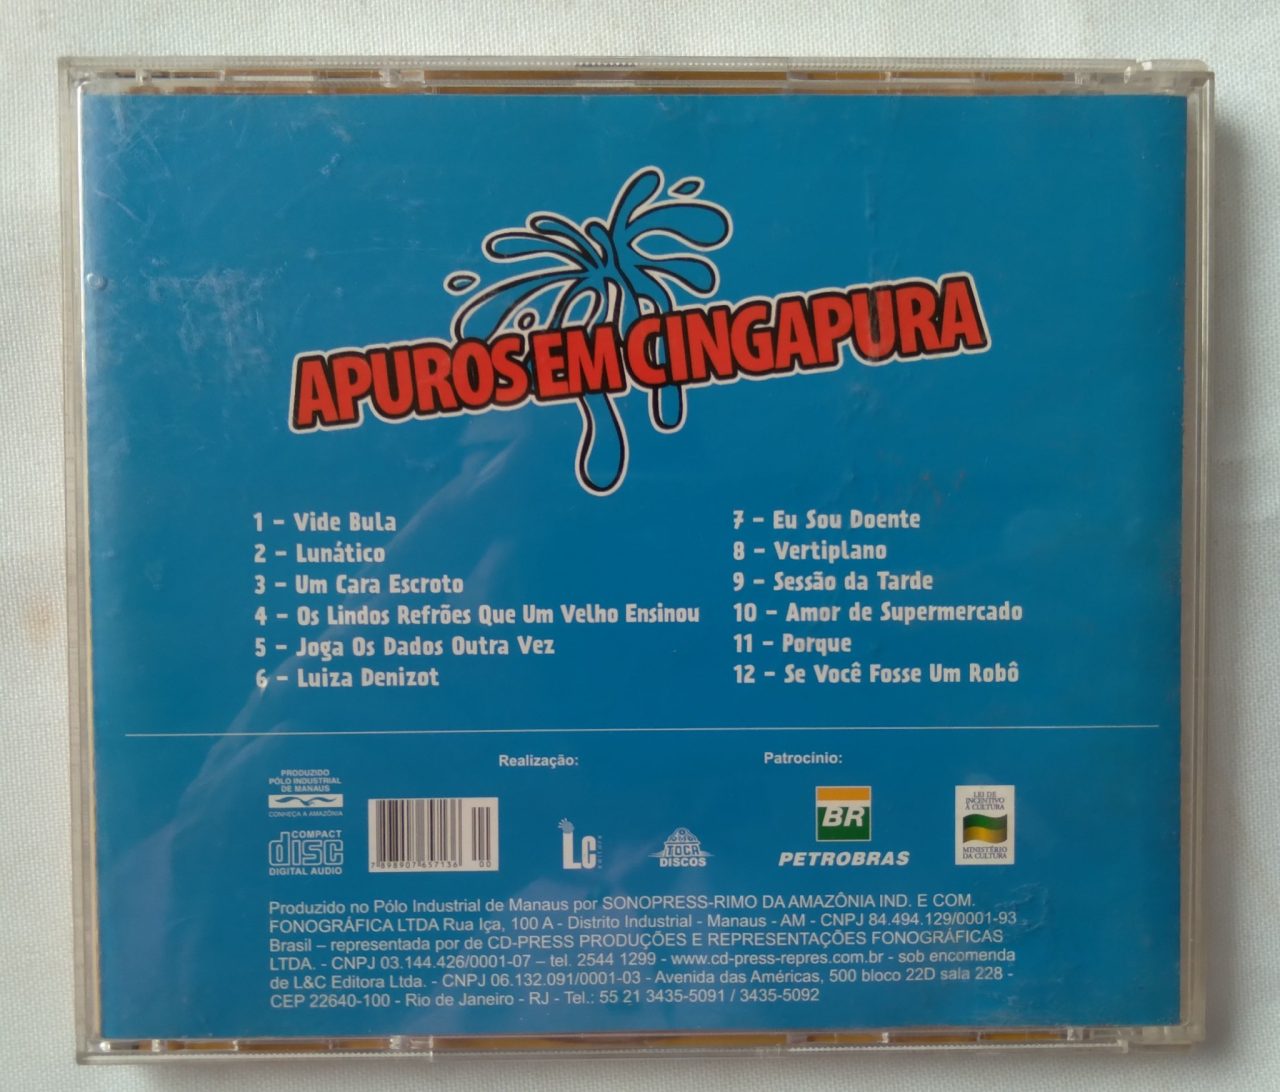 APUROS EM CINGAPURA
1 - Vide Bula
2 - Lunático
3 - Um Cara Escroto
4 - Os Lindos Refrões Que Um Velho Ensinou
5 - Joga Os Dados Outra Vez
6 - Luiza Denizot
7 - Eu Sou Doente
8 - Vertiplano
9 - Sessão da Tarde
10 - Amor de Supermercado
11 - Porque
12 - Se Você Fosse Um Robô
Realização:
Patrocínio:
PRODUZIDO
PÓLO INDUSTRIAL
DE MANAUS
CONHEÇA A AMAZÔNIA
COMPACT
disc
DIGITAL AUDIO
7 898907 657136 00
LC
TOCA
DISCOS
BR
PETROBRAS
LEI DE
INCENTIVO
À CULTURA
MINISTÉRIO
DA CULTURA
Produzido no Pólo Industrial de Manaus por SONOPRESS-RIMO DA AMAZÔNIA IND. E COM.
FONOGRÁFICA LTDA Rua Iça, 100 A - Distrito Industrial - Manaus - AM - CNPJ 84.494.129/0001-93
Brasil – representada por de CD-PRESS PRODUÇÕES E REPRESENTAÇÕES FONOGRÁFICAS
LTDA. - CNPJ 03.144.426/0001-07 – tel. 2544 1299 - www.cd-press-repres.com.br - sob encomenda
de L&C Editora Ltda. - CNPJ 06.132.091/0001-03 - Avenida das Américas, 500 bloco 22D sala 228 -
CEP 22640-100 - Rio de Janeiro - RJ - Tel.: 55 21 3435-5091 / 3435-5092